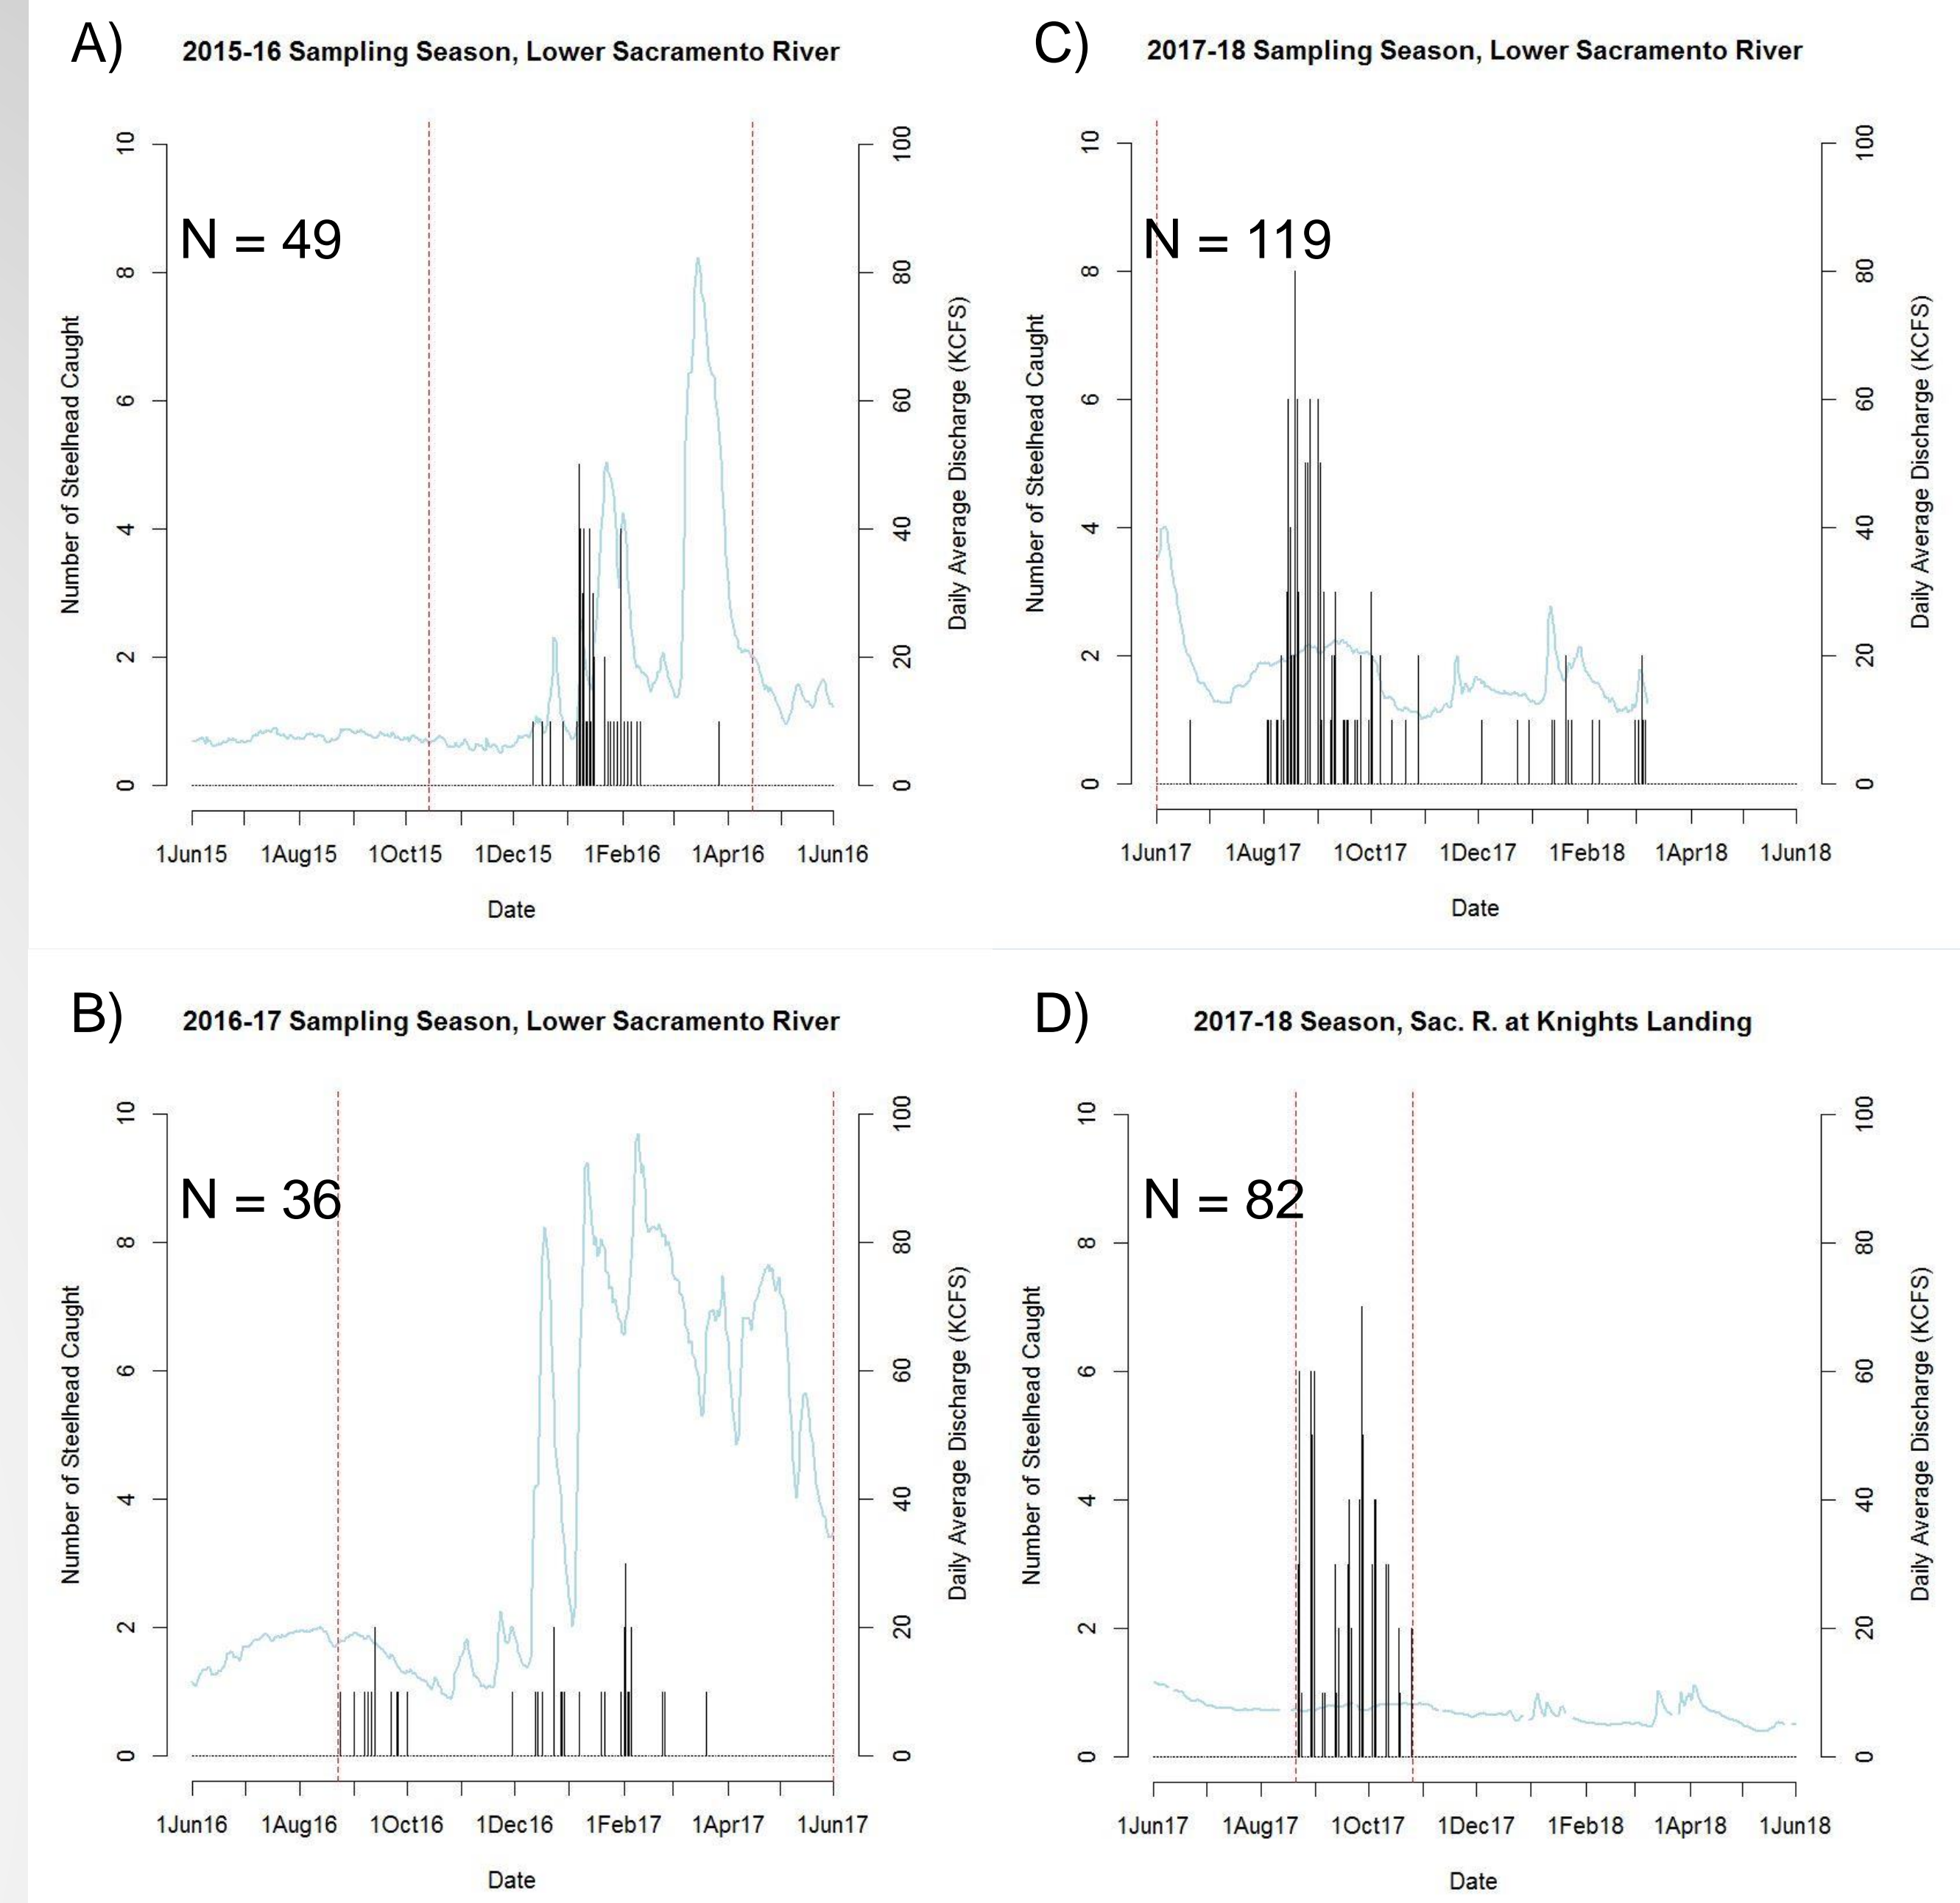 A)
2015-16 Sampling Season, Lower Sacramento River
N = 49
Number of Steelhead Caught
0 2 4 6 8 10
Daily Average Discharge (KCFS)
0 20 40 60 80 100
1Jun15 1Aug15 1Oct15 1Dec15 1Feb16 1Apr16 1Jun16
Date
B)
2016-17 Sampling Season, Lower Sacramento River
N = 36
Number of Steelhead Caught
0 2 4 6 8 10
Daily Average Discharge (KCFS)
0 20 40 60 80 100
1Jun16 1Aug16 1Oct16 1Dec16 1Feb17 1Apr17 1Jun17
Date
C)
2017-18 Sampling Season, Lower Sacramento River
N = 119
Number of Steelhead Caught
0 2 4 6 8 10
Daily Average Discharge (KCFS)
0 20 40 60 80 100
1Jun17 1Aug17 1Oct17 1Dec17 1Feb18 1Apr18 1Jun18
Date
D)
2017-18 Season, Sac. R. at Knights Landing
N = 82
Number of Steelhead Caught
0 2 4 6 8 10
Daily Average Discharge (KCFS)
0 20 40 60 80 100
1Jun17 1Aug17 1Oct17 1Dec17 1Feb18 1Apr18 1Jun18
Date